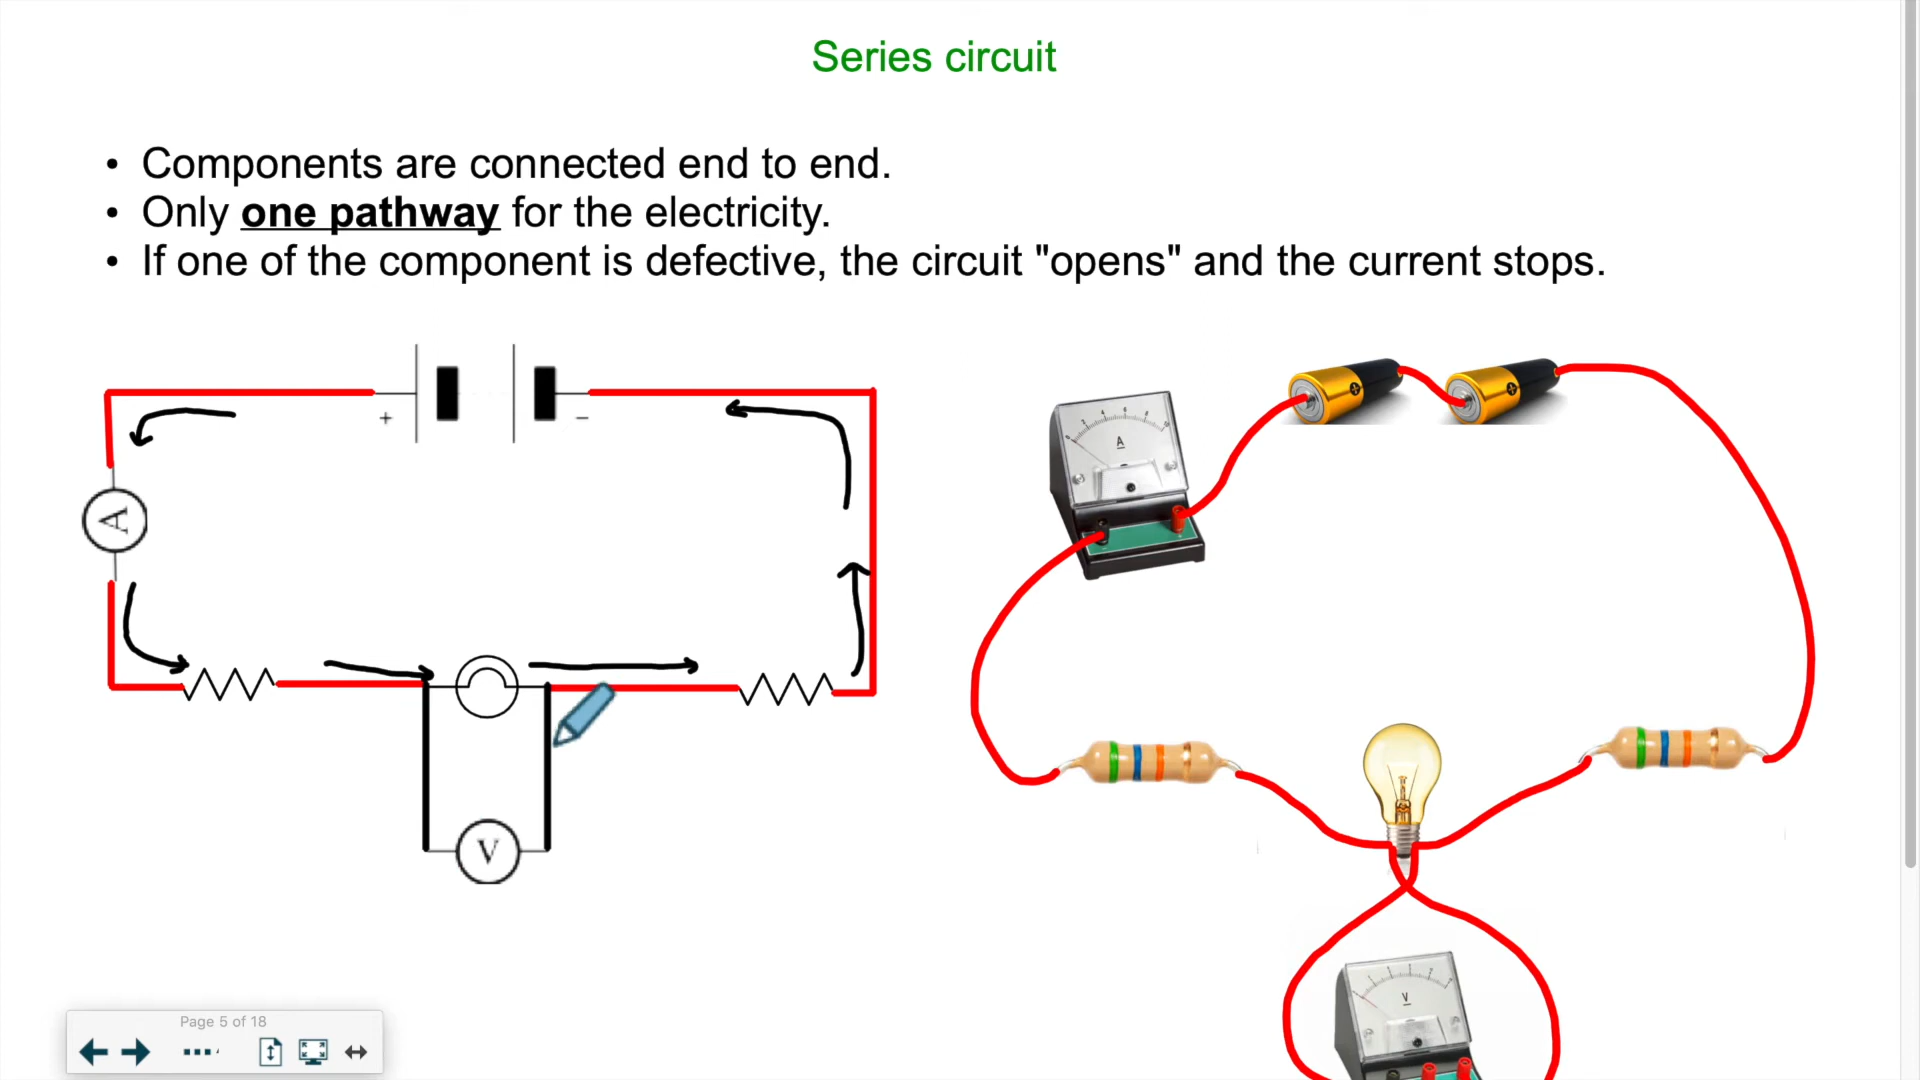 Series circuit
• Components are connected end to end.
• Only one pathway for the electricity.
• If one of the component is defective, the circuit "opens" and the current stops.
+ −
A
A
V
V
Page 5 of 18